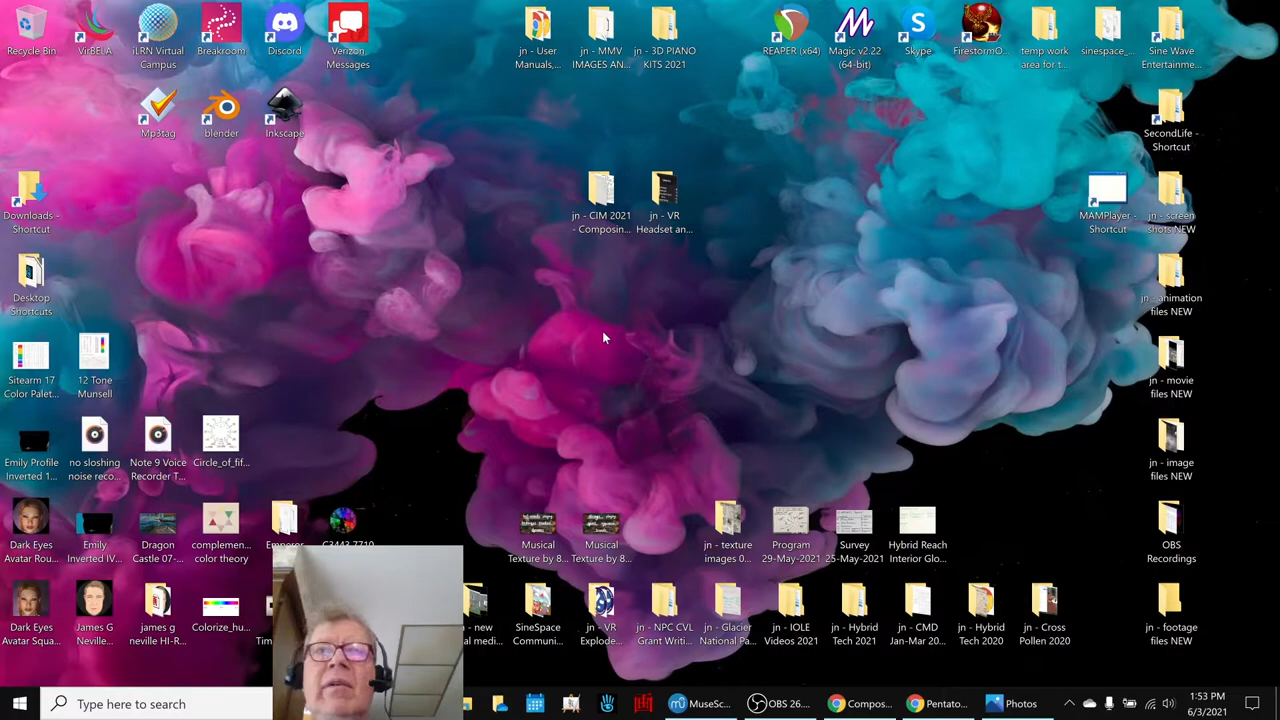 Recycle Bin
VirBELA
iLRN Virtual
Campus
Breakroom
Discord
Verizon
Messages
jn - User
Manuals,...
jn - MMV
IMAGES AN...
jn - 3D PIANO
KITS 2021
REAPER (x64)
Magic v2.22
(64-bit)
Skype
FirestormO...
temp work
area for t...
sinespace_...
Sine Wave
Entertainme...
Mp3tag
blender
Inkscape
SecondLife -
Shortcut
Downloads -
Shortcut
jn - CIM 2021
- Composin...
jn - VR
Headset an...
MAMPlayer -
Shortcut
jn - screen
shots NEW
Desktop
Shortcuts
jn - animation
files NEW
Sitearm 17
Color Palet...
12 Tone
Munsell
jn - movie
files NEW
Emily Profile
Inverted 1...
no sloshing
noise reco...
Note 9 Voice
Recorder T...
Circle_of_fif...
jn - image
files NEW
Dark Eyes
Avatar Rou...
Emily
Inverted IV...
Dragon
Castle 07-...
complemen...
color theory
Musical
Texture by 8...
Musical
Texture by 8...
jn - texture
images 0...
Program
29-May-2021
Survey
25-May-2021
Hybrid Reach
Interior Glo...
OBS
Recordings
Dark Eyes
Avatar Squa...
James G
Neville...
james g
neville HI-R...
Colorize_hu...
SineSpace
Communi...
jn - VR
Explode...
jn - NPC CVL
Grant Writi...
jn - Glacier
National Pa...
jn - IOLE
Videos 2021
jn - Hybrid
Tech 2021
jn - CMD
Jan-Mar 20...
jn - Hybrid
Tech 2020
jn - Cross
Pollen 2020
jn - footage
files NEW
Type here to search
MuseSc...
OBS 26....
Compos...
Pentato...
Photos
1:53 PM
6/3/2021